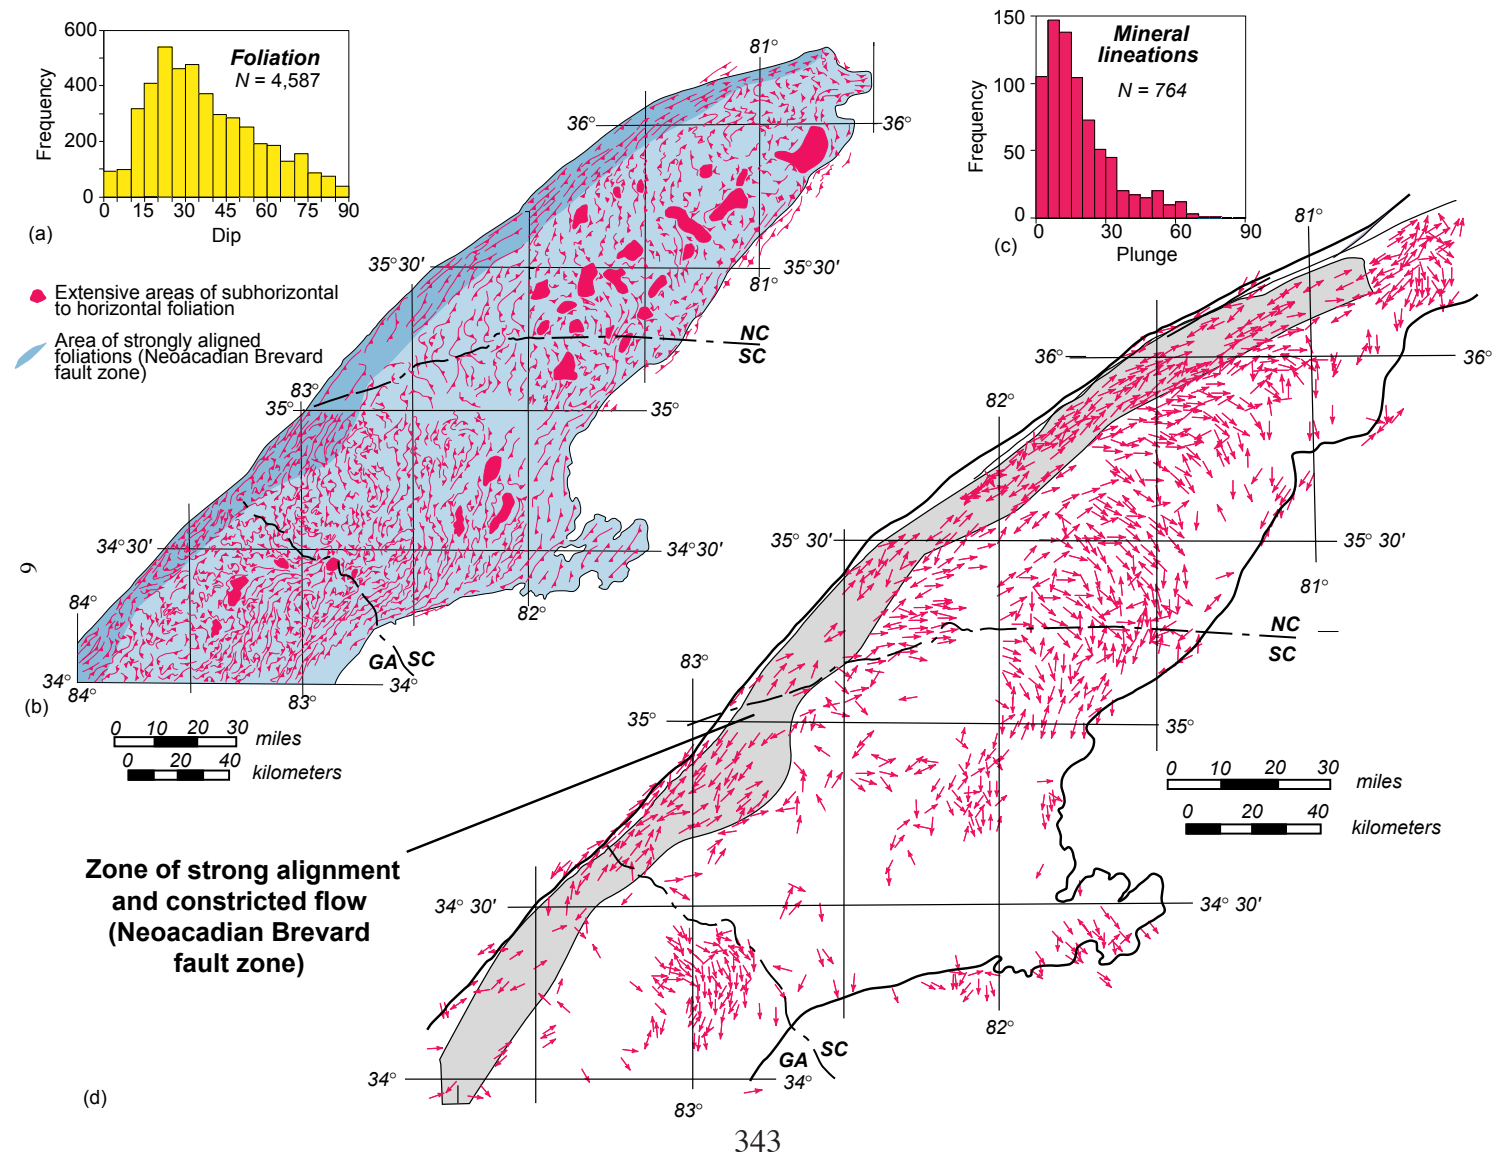 600
400
200
0
Frequency
Foliation
N = 4,587
0 15 30 45 60 75 90
Dip
(a)
Extensive areas of subhorizontal
to horizontal foliation
Area of strongly aligned
foliations (Neoacadian Brevard
fault zone)
81°
36°
36°
35° 30'
35° 30'
81°
NC
SC
83°
35°
35°
34° 30'
34° 30'
84°
82°
GA SC
34°
84°
83°
34°
(b)
0 10 20 30 miles
0 20 40 kilometers
9
150
100
50
0
Frequency
Mineral
lineations
N = 764
0 30 60 90
Plunge
(c)
81°
36°
36°
82°
35° 30'
35° 30'
81°
NC
SC
83°
35°
35°
0 10 20 30 miles
0 20 40 kilometers
Zone of strong alignment
and constricted flow
(Neoacadian Brevard
fault zone)
34° 30'
34° 30'
82°
GA SC
34°
34°
83°
(d)
343